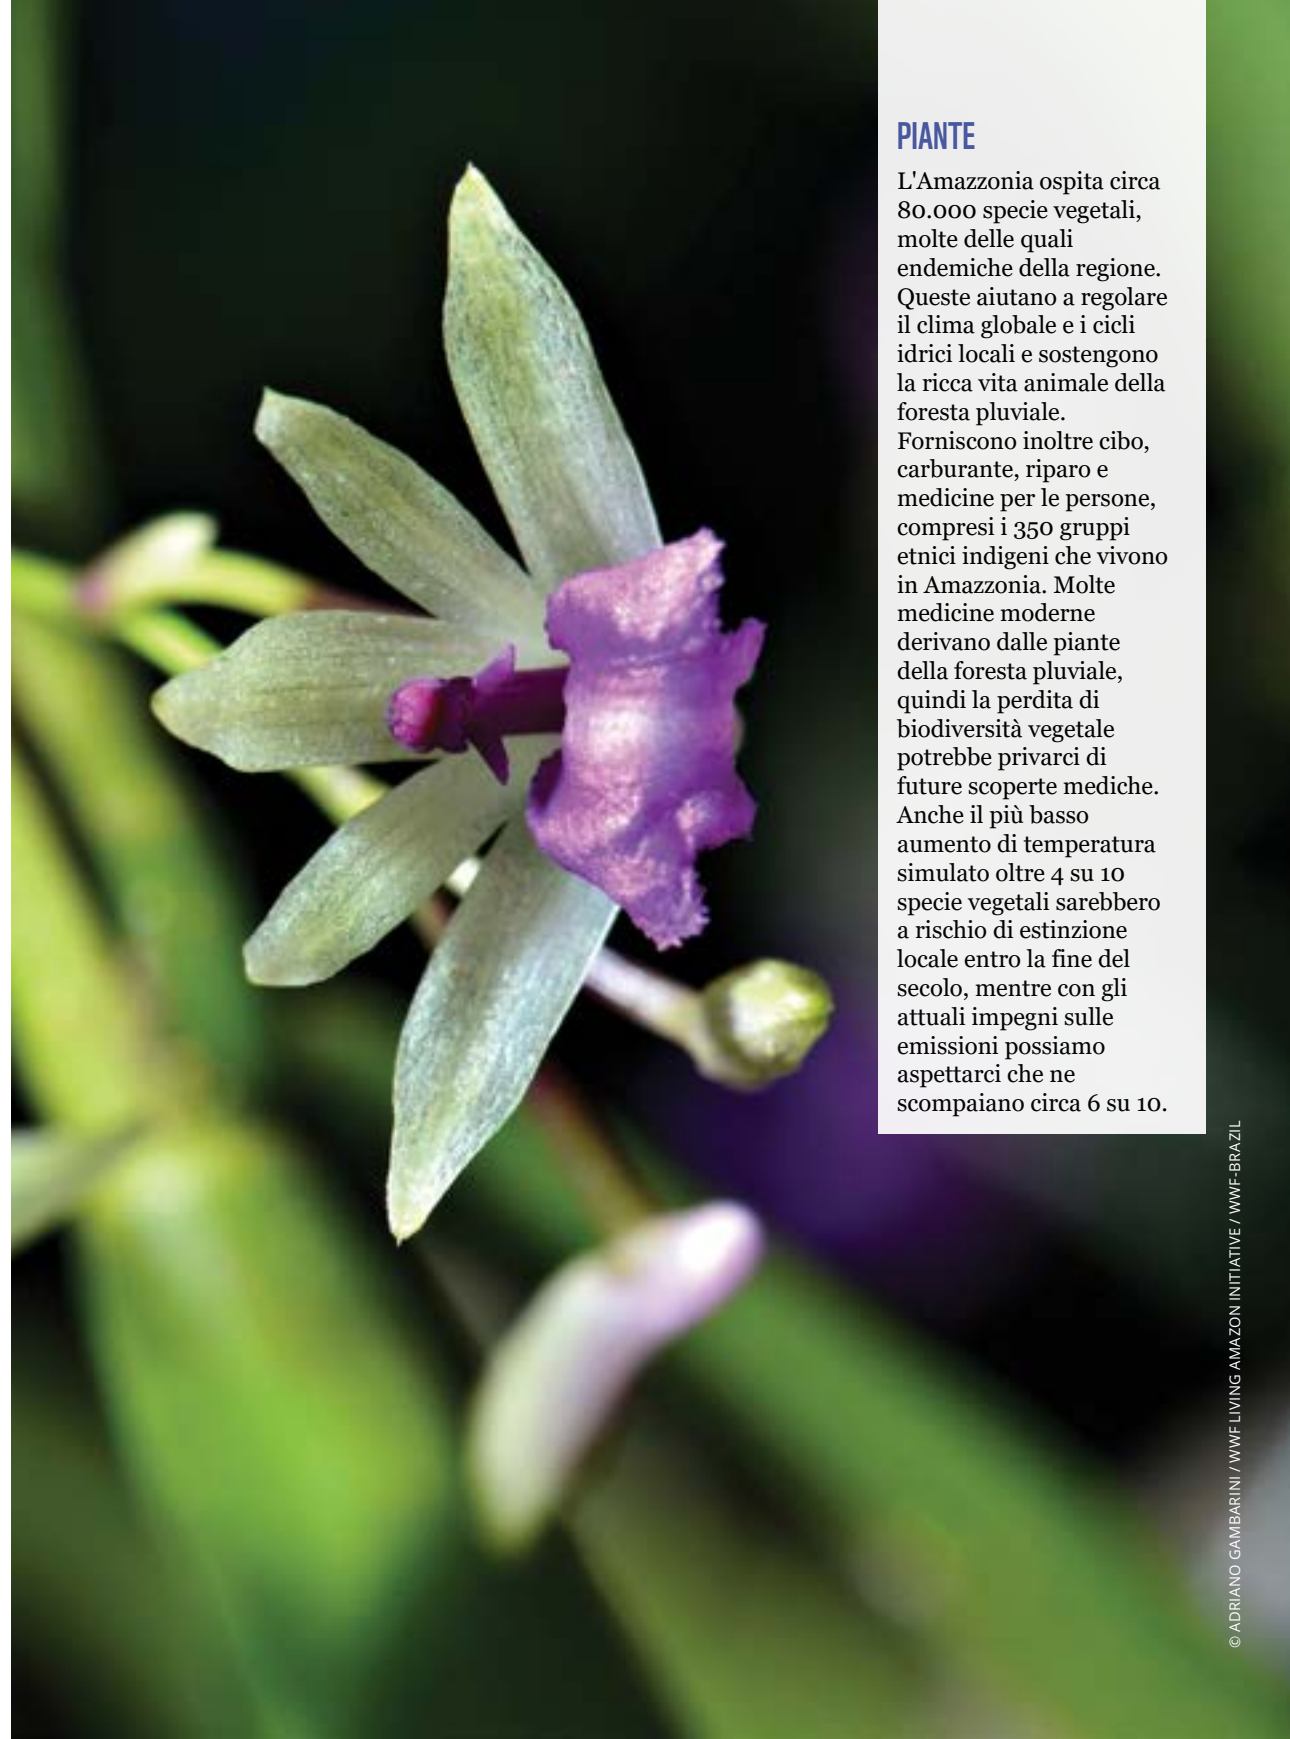 PIANTE
L'Amazzonia ospita circa
80.000 specie vegetali,
molte delle quali
endemiche della regione.
Queste aiutano a regolare
il clima globale e i cicli
idrici locali e sostengono
la ricca vita animale della
foresta pluviale.
Forniscono inoltre cibo,
carburante, riparo e
medicine per le persone,
compresi i 350 gruppi
etnici indigeni che vivono
in Amazzonia. Molte
medicine moderne
derivano dalle piante
della foresta pluviale,
quindi la perdita di
biodiversità vegetale
potrebbe privarci di
future scoperte mediche.
Anche il più basso
aumento di temperatura
simulato oltre 4 su 10
specie vegetali sarebbero
a rischio di estinzione
locale entro la fine del
secolo, mentre con gli
attuali impegni sulle
emissioni possiamo
aspettarci che ne
scompaiano circa 6 su 10.
© ADRIANO GAMBARINI / WWF LIVING AMAZON INITIATIVE / WWF-BRAZIL